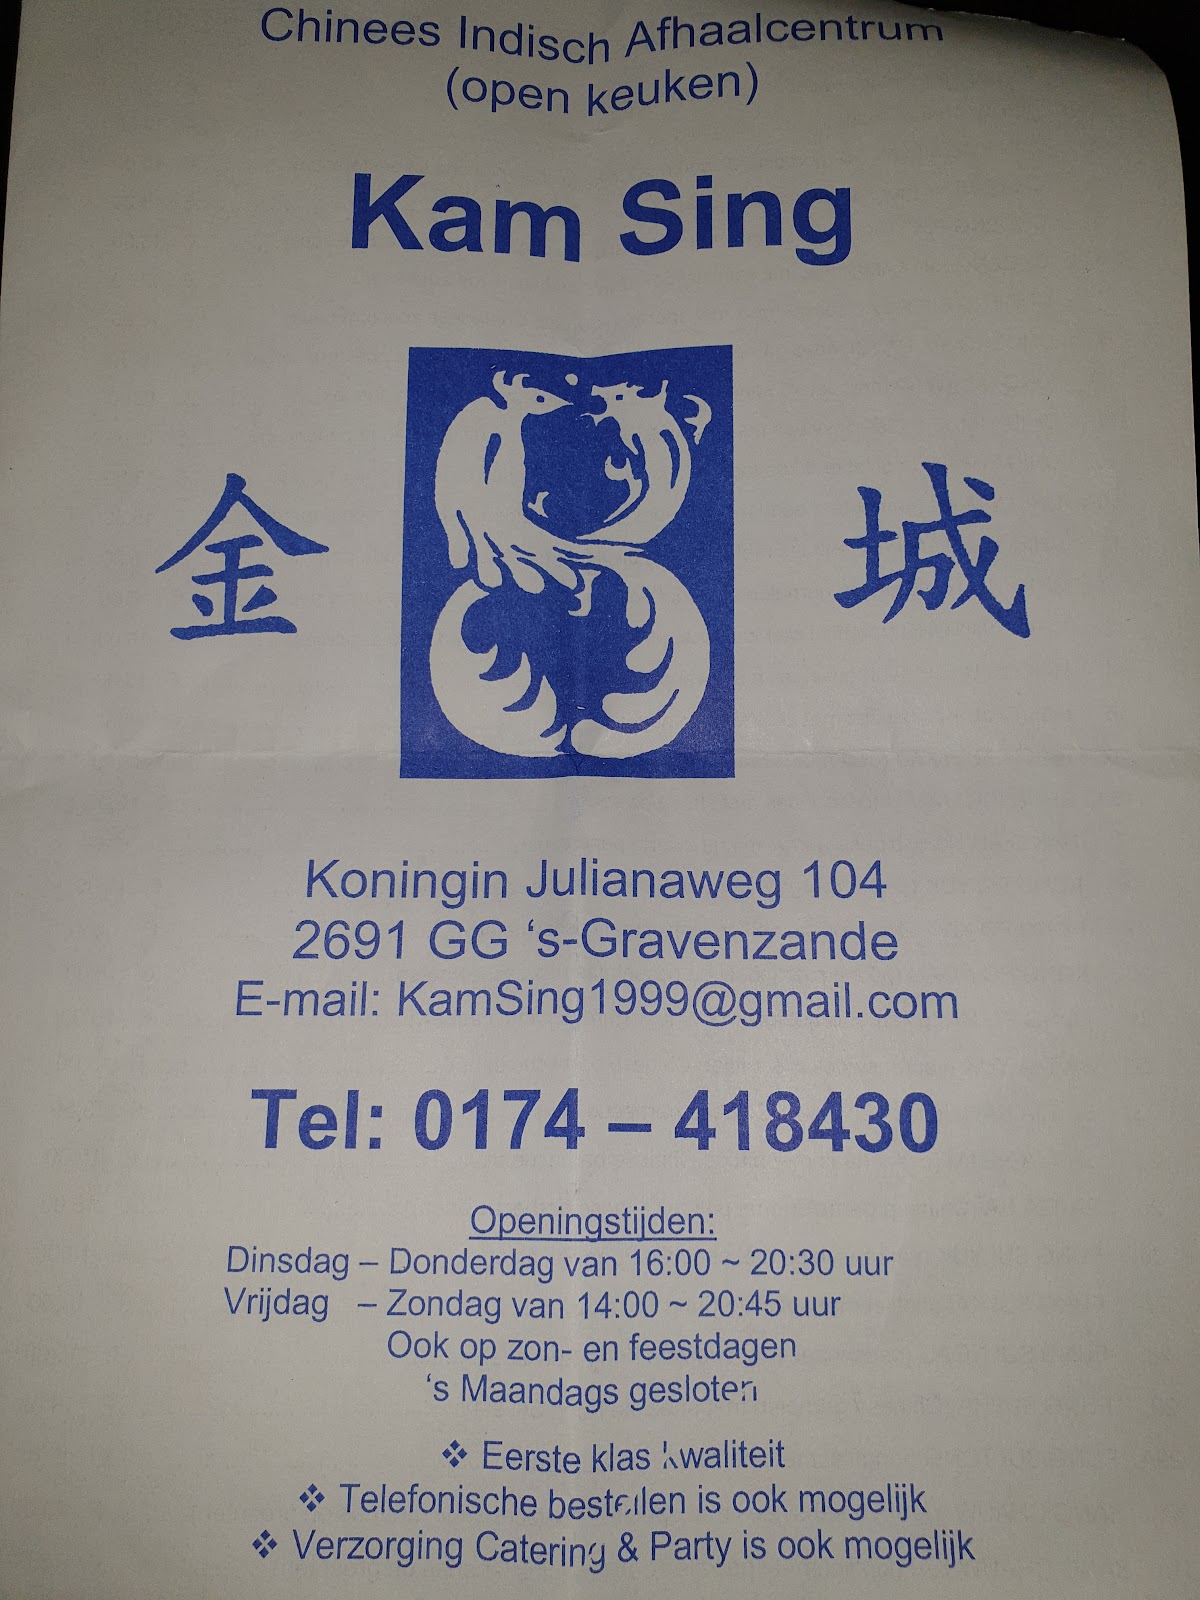 Chinees Indisch Afhaalcentrum
(open keuken)
Kam Sing
金 城
Koningin Julianaweg 104
2691 GG ‘s-Gravenzande
E-mail: KamSing1999@gmail.com
Tel: 0174 – 418430
Openingstijden:
Dinsdag – Donderdag van 16:00 ~ 20:30 uur
Vrijdag – Zondag van 14:00 ~ 20:45 uur
Ook op zon- en feestdagen
‘s Maandags gesloten
❖ Eerste klas kwaliteit
❖ Telefonische bestellen is ook mogelijk
❖ Verzorging Catering & Party is ook mogelijk